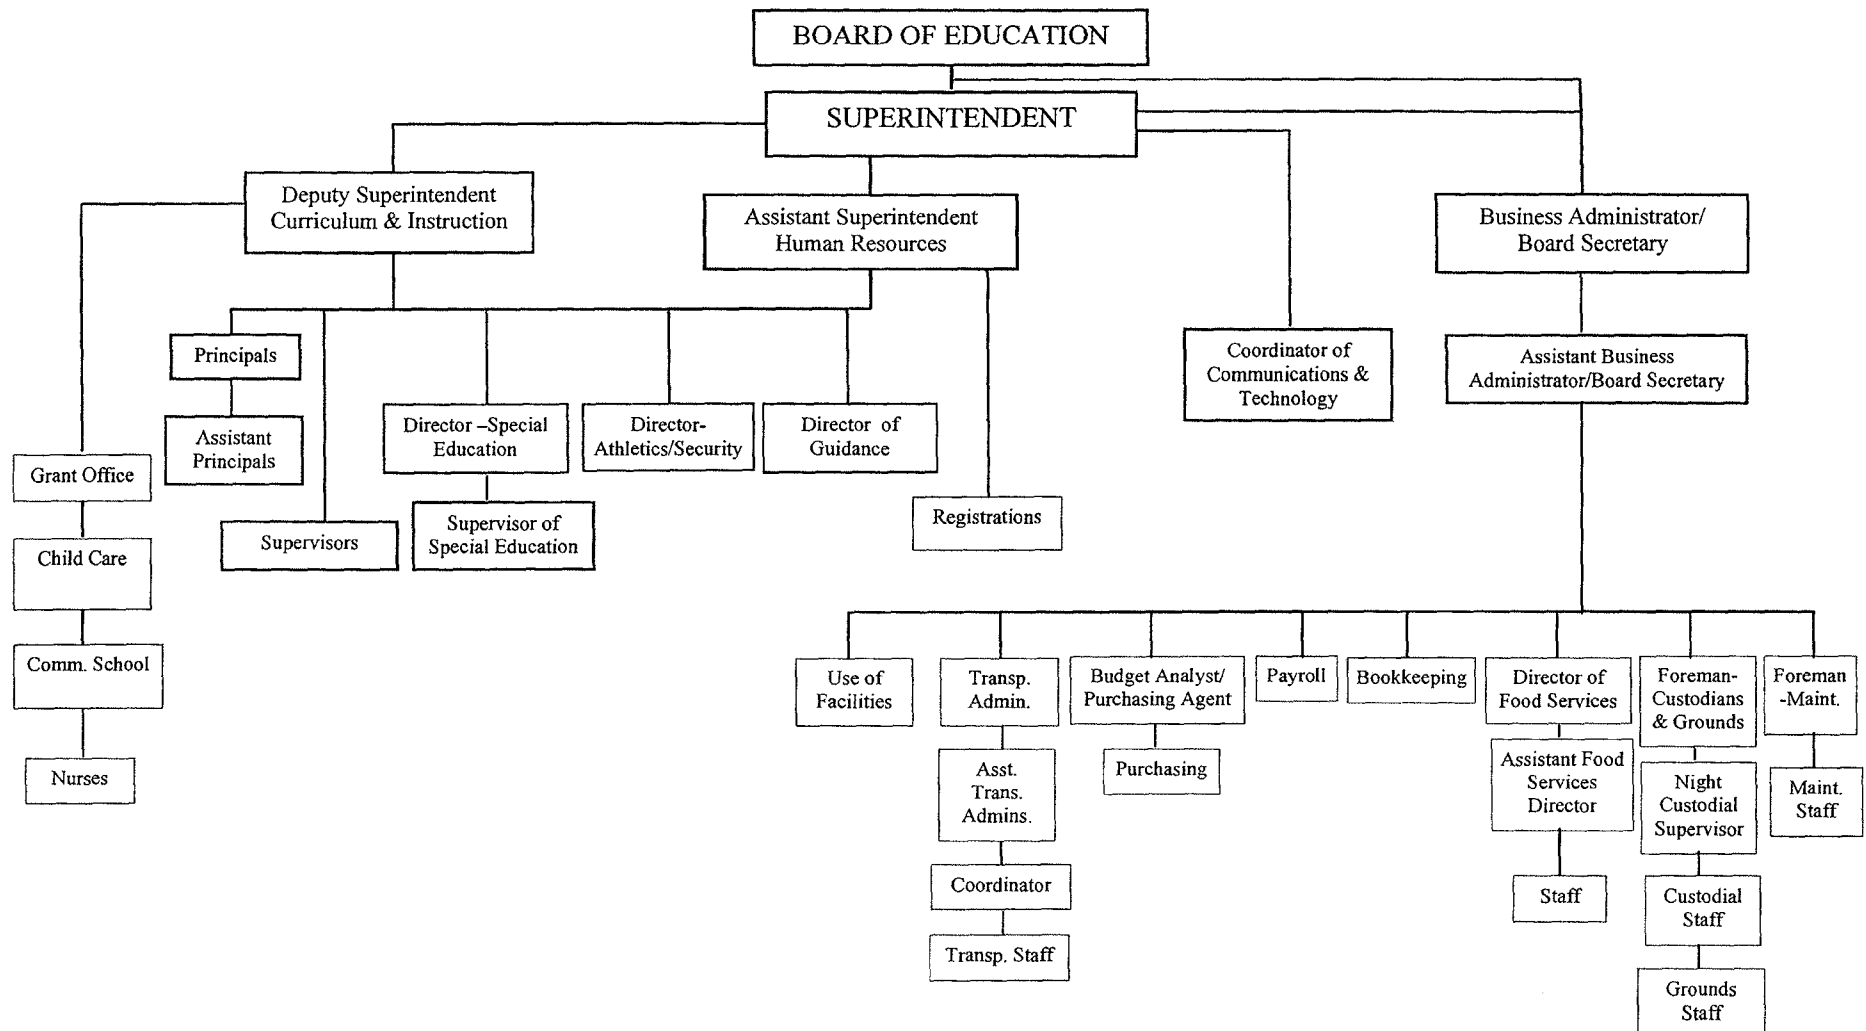 BOARD OF EDUCATION
SUPERINTENDENT
Deputy Superintendent
Curriculum & Instruction
Assistant Superintendent
Human Resources
Business Administrator/
Board Secretary
Coordinator of
Communications &
Technology
Assistant Business
Administrator/Board Secretary
Principals
Assistant
Principals
Director –Special
Education
Director-
Athletics/Security
Director of
Guidance
Grant Office
Supervisors
Supervisor of
Special Education
Registrations
Child Care
Comm. School
Nurses
Use of
Facilities
Transp.
Admin.
Budget Analyst/
Purchasing Agent
Payroll
Bookkeeping
Director of
Food Services
Foreman-
Custodians
& Grounds
Foreman
-Maint.
Asst.
Trans.
Admins.
Purchasing
Assistant Food
Services
Director
Night
Custodial
Supervisor
Maint.
Staff
Coordinator
Staff
Custodial
Staff
Transp. Staff
Grounds
Staff